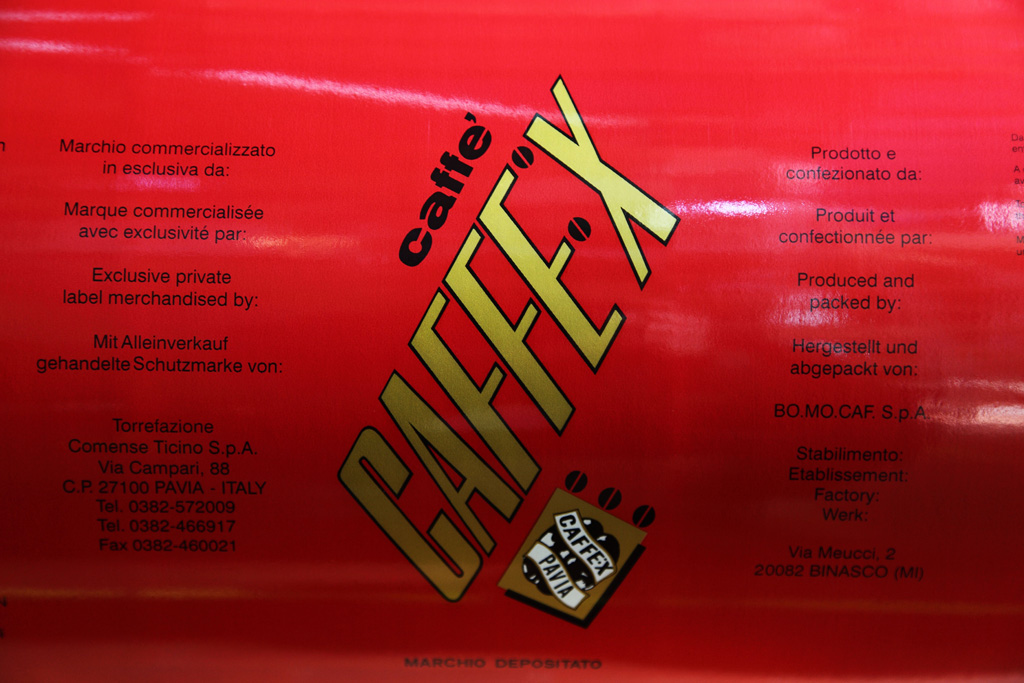 Marchio commercializzato
in esclusiva da:
Marque commercialisée
avec exclusivité par:
Exclusive private
label merchandised by:
Mit Alleinverkauf
gehandelte Schutzmarke von:
Torrefazione
Comense Ticino S.p.A.
Via Campari, 88
C.P. 27100 PAVIA - ITALY
Tel. 0382-572009
Tel. 0382-466917
Fax 0382-460021
Caffe'
CAFFE·X
CAFFE·X
PAVIA
MARCHIO DEPOSITATO
Prodotto e
confezionato da:
Produit et
confectionnée par:
Produced and
packed by:
Hergestellt und
abgepackt von:
BO.MO.CAF. S.p.A.
Stabilimento:
Etablissement:
Factory:
Werk:
Via Meucci, 2
20082 BINASCO (MI)